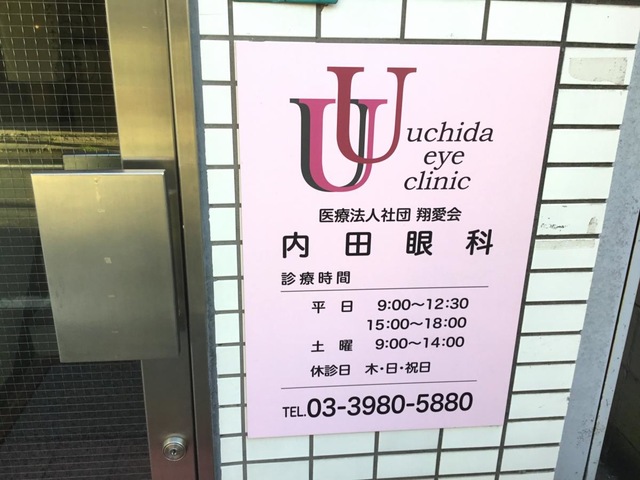 UU
uchida
eye
clinic
医療法人社団 翔愛会
内田眼科
診療時間
平日 9:00〜12:30
15:00〜18:00
土曜 9:00〜14:00
休診日 木・日・祝日
TEL. 03-3980-5880